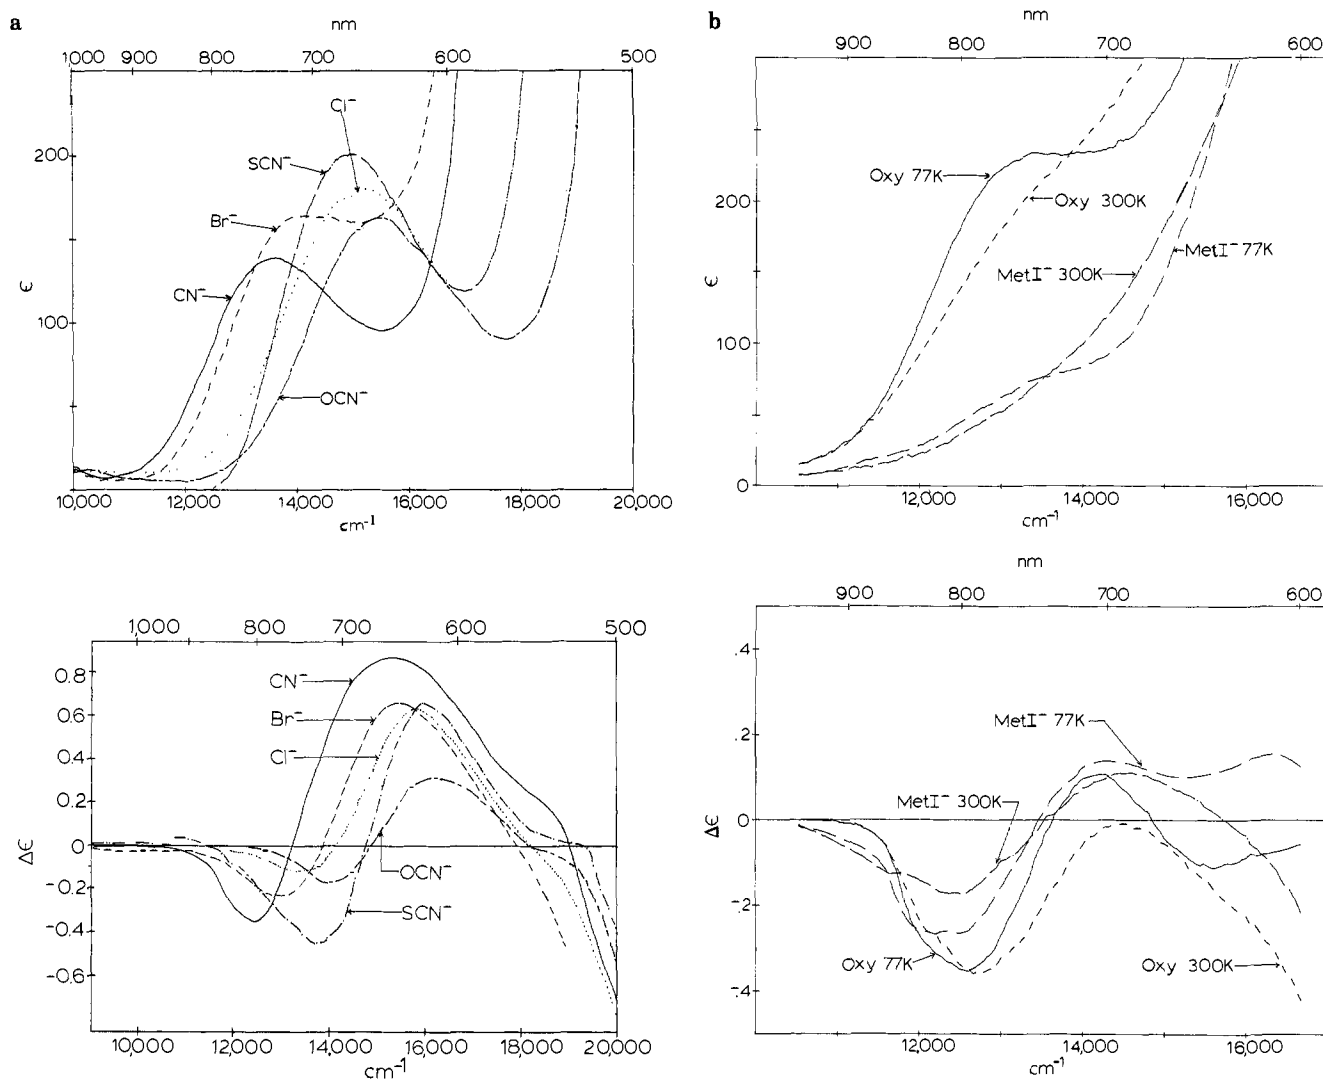 a
nm
1000 900 800 700 600 500
Cl⁻
SCN⁻
Br⁻
CN⁻
OCN⁻
200
100
ϵ
10,000 12,000 14,000 16,000 18,000 20,000
cm⁻¹
1,000 800 700 600 500
CN⁻
Br⁻
Cl⁻
OCN⁻
SCN⁻
0.8
0.6
0.4
0.2
0
-0.2
-0.4
-0.6
Δϵ
10,000 12,000 14,000 16,000 18,000 20,000
cm⁻¹
b
nm
900 800 700 600
Oxy 77K
Oxy 300K
MetI⁻ 77K
MetI⁻ 300K
200
100
0
ϵ
12,000 14,000 16,000
cm⁻¹
nm
900 800 700 600
MetI⁻ 77K
MetI⁻ 300K
Oxy 77K
Oxy 300K
.4
.2
0
-.2
-.4
Δϵ
12,000 14,000 16,000
cm⁻¹